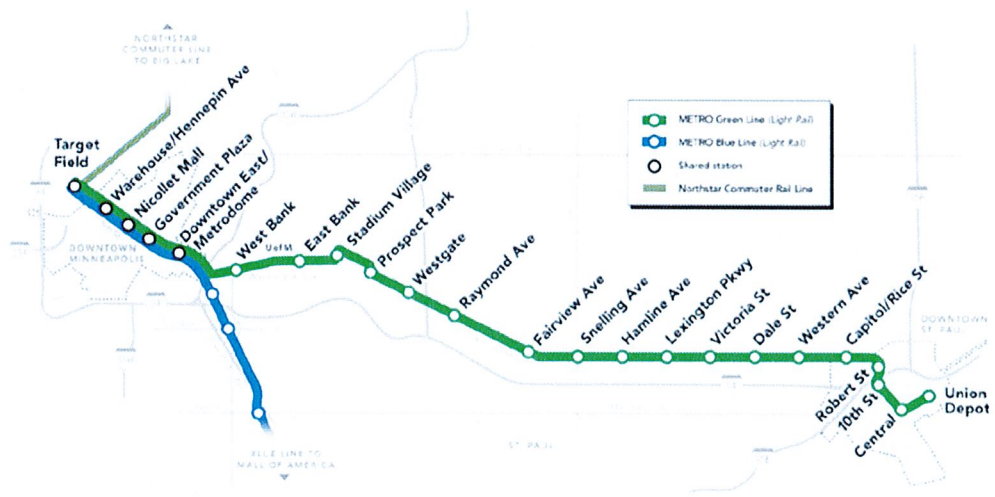 NORTHSTAR
COMMUTER LINE
TO BIG LAKE
Target
Field
Warehouse/Hennepin Ave
Nicollet Mall
Government Plaza
Downtown East/
Metrodome
DOWNTOWN
MINNEAPOLIS
West Bank
U of M
East Bank
Stadium Village
Prospect Park
Westgate
Raymond Ave
Fairview Ave
Snelling Ave
Hamline Ave
Lexington Pkwy
Victoria St
Dale St
Western Ave
Capitol/Rice St
Robert St
10th St
Central
Union
Depot
DOWNTOWN
ST. PAUL
ST. PAUL
BLUE LINE TO
MALL OF AMERICA
METRO Green Line (Light Rail)
METRO Blue Line (Light Rail)
Shared station
Northstar Commuter Rail Line